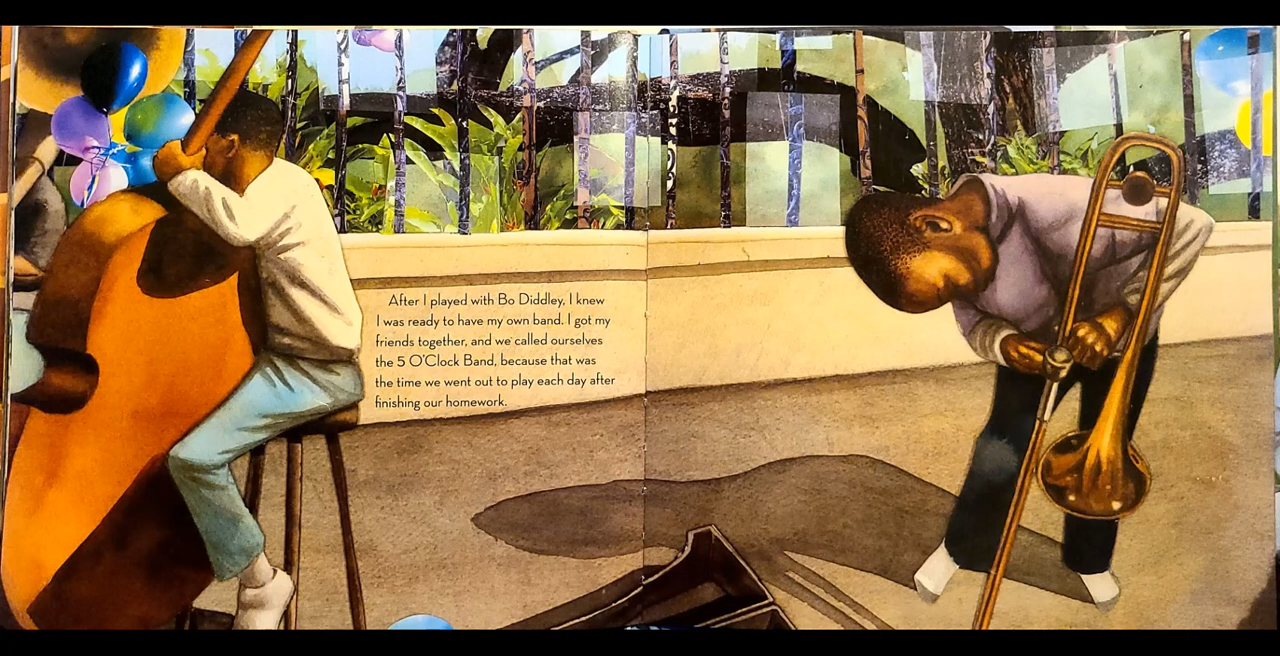 After I played with Bo Diddley, I knew
I was ready to have my own band. I got my
friends together, and we called ourselves
the 5 O'Clock Band, because that was
the time we went out to play each day after
finishing our homework.